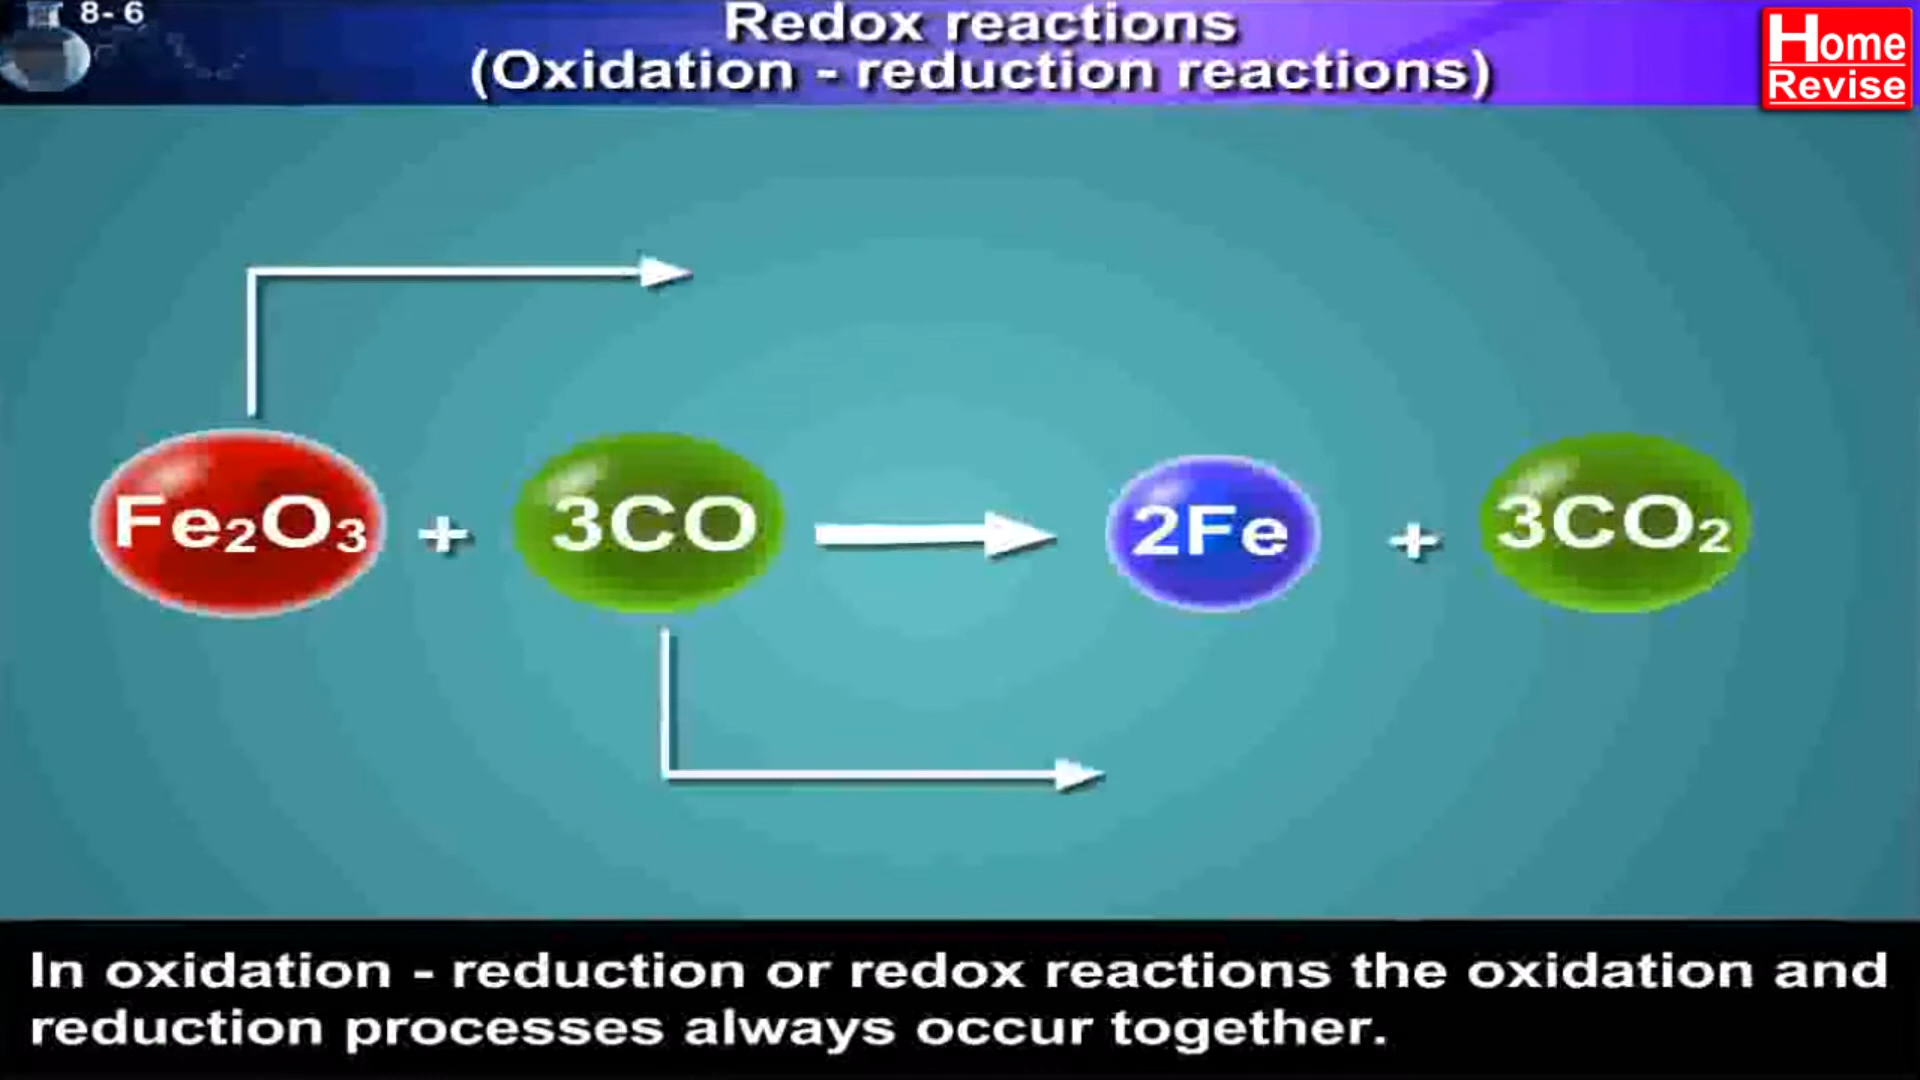 8- 6
Redox reactions
(Oxidation - reduction reactions)
Home
Revise
Fe₂O₃ + 3CO 2Fe + 3CO₂
In oxidation - reduction or redox reactions the oxidation and
reduction processes always occur together.